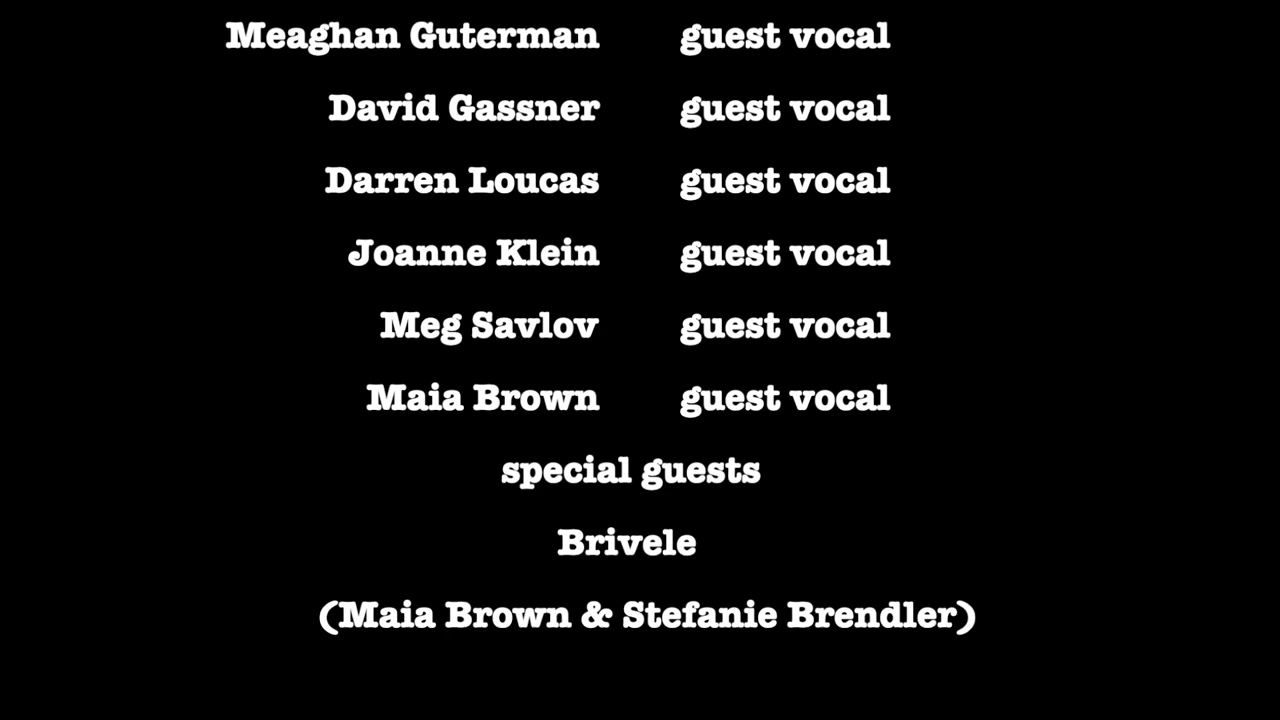 Meaghan Guterman guest vocal
David Gassner guest vocal
Darren Loucas guest vocal
Joanne Klein guest vocal
Meg Savlov guest vocal
Maia Brown guest vocal
special guests
Brivele
(Maia Brown & Stefanie Brendler)